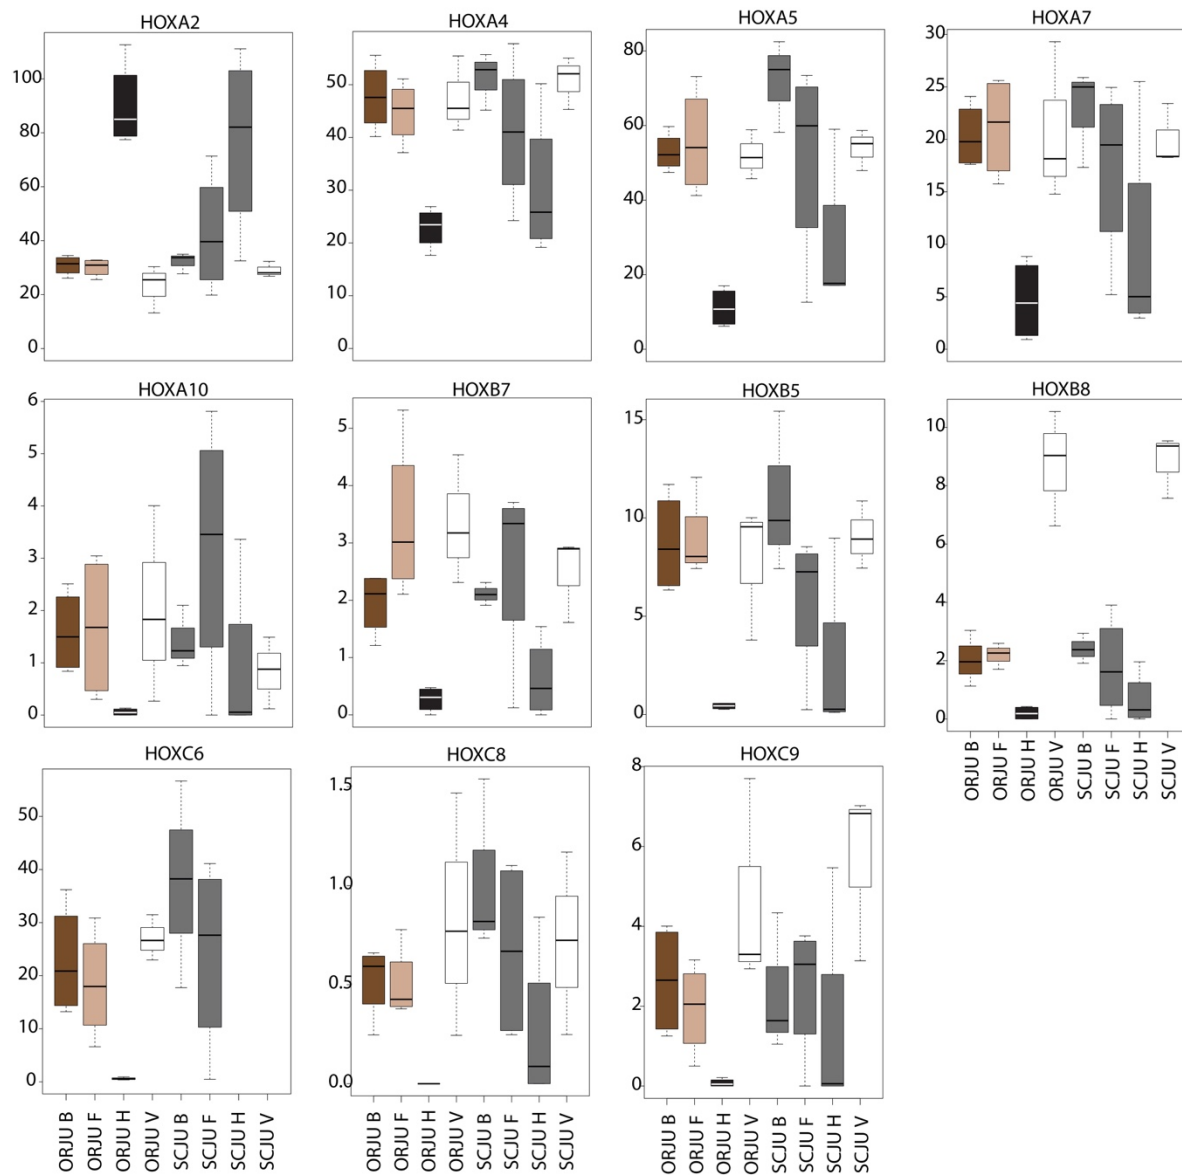 HOXA2
100
80
60
40
20
0
HOXA4
50
40
30
20
10
0
HOXA5
80
60
40
20
0
HOXA7
30
25
20
15
10
5
0
HOXA10
6
5
4
3
2
1
0
HOXB7
5
4
3
2
1
0
HOXB5
15
10
5
0
HOXB8
10
8
6
4
2
0
ORJU B
ORJU F
ORJU H
ORJU V
SCJU B
SCJU F
SCJU H
SCJU V
HOXC6
50
40
30
20
10
0
ORJU B
ORJU F
ORJU H
ORJU V
SCJU B
SCJU F
SCJU H
SCJU V
HOXC8
1.5
1.0
0.5
0.0
ORJU B
ORJU F
ORJU H
ORJU V
SCJU B
SCJU F
SCJU H
SCJU V
HOXC9
8
6
4
2
0
ORJU B
ORJU F
ORJU H
ORJU V
SCJU B
SCJU F
SCJU H
SCJU V